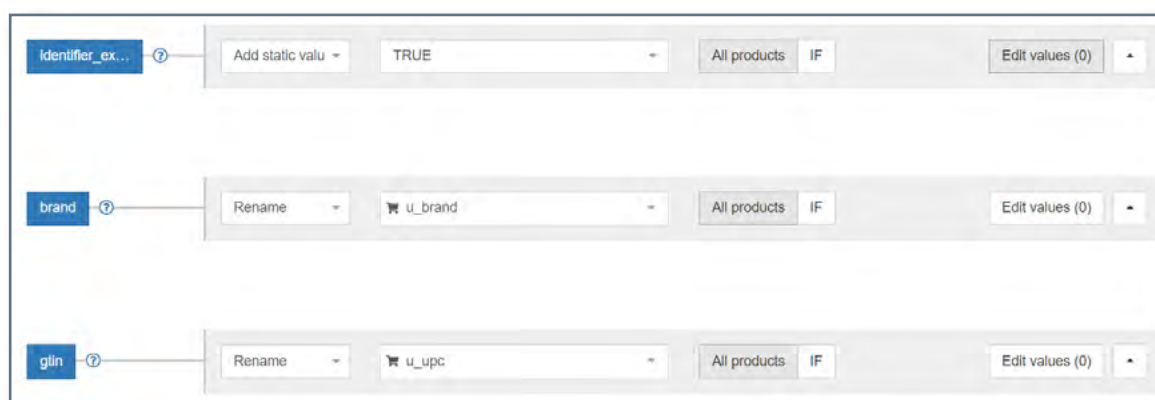 identifier_ex... ? Add static valu TRUE All products IF Edit values (0)
brand ? Rename u_brand All products IF Edit values (0)
gtin ? Rename u_upc All products IF Edit values (0)